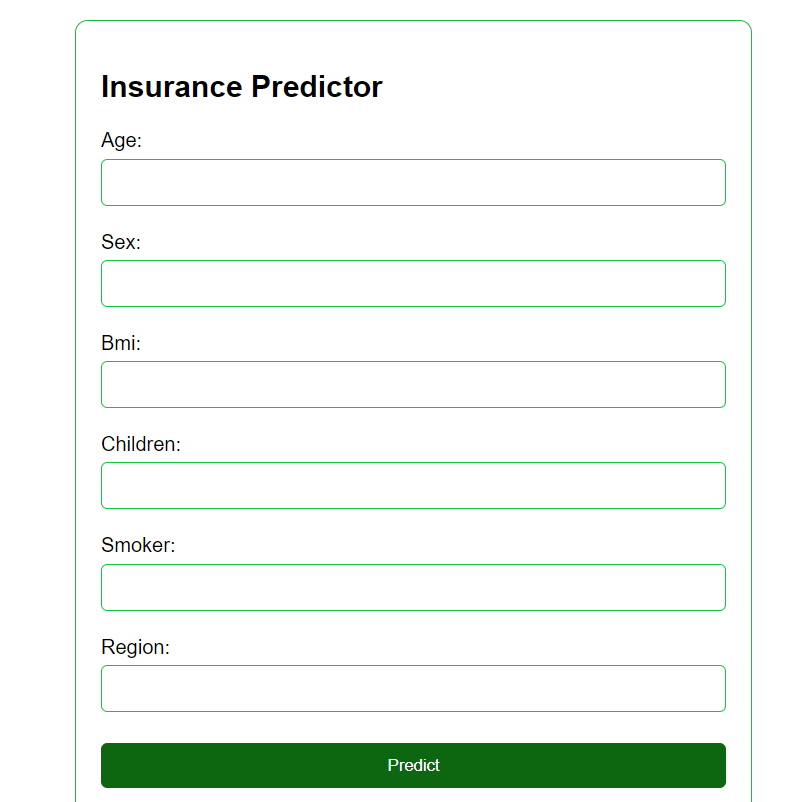 Insurance Predictor
Age:
Sex:
Bmi:
Children:
Smoker:
Region:
Predict